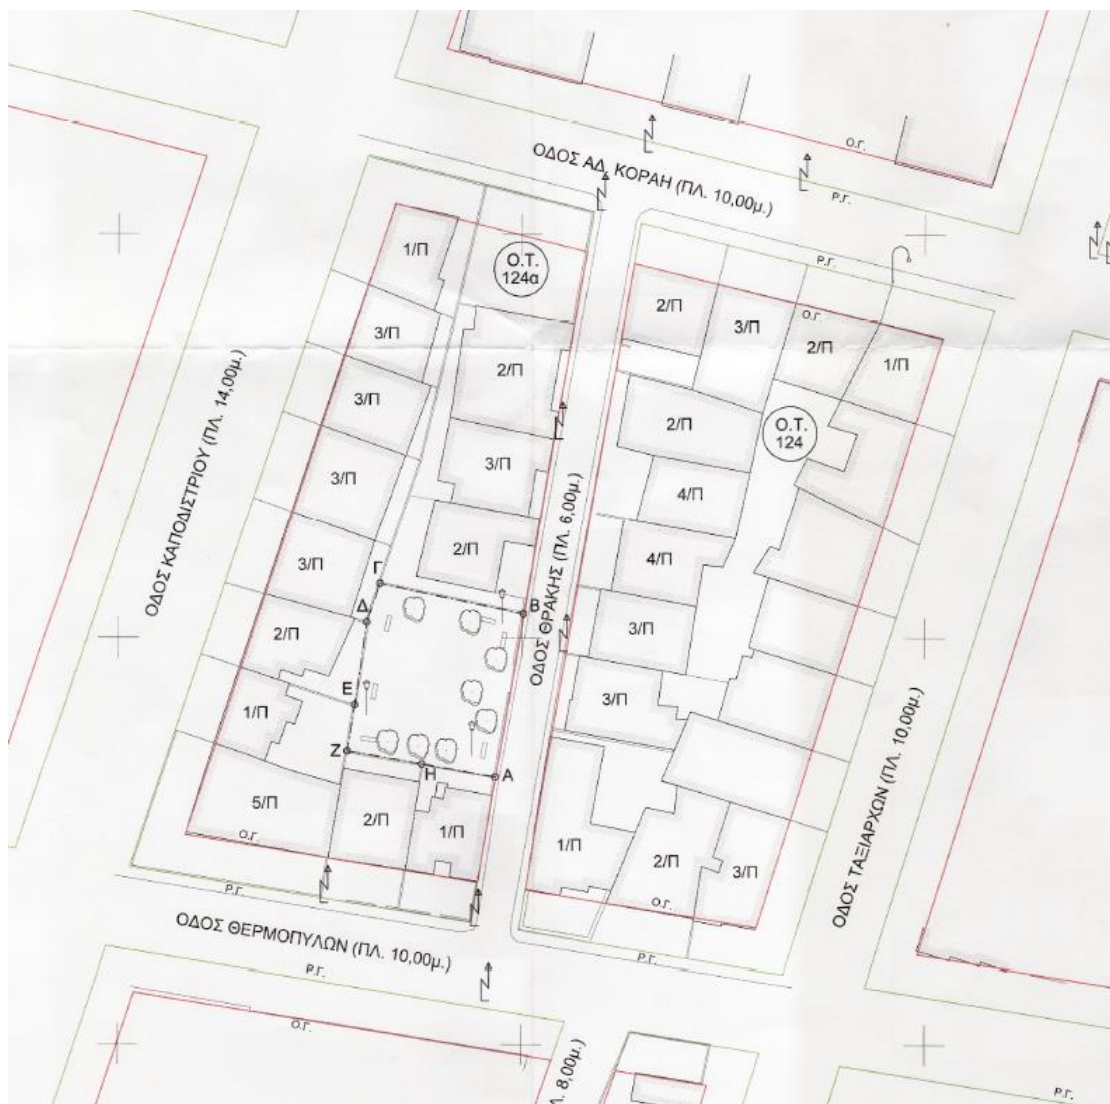 Ο.Γ.
ΟΔΟΣ ΑΔ. ΚΟΡΑΗ (ΠΛ. 10,00μ.)
Ρ.Γ.
1/Π
Ο.Τ.
124α
Ρ.Γ.
2/Π
3/Π
Ο.Γ.
3/Π
2/Π
1/Π
2/Π
3/Π
2/Π
Ο.Τ.
124
3/Π
3/Π
4/Π
ΟΔΟΣ ΚΑΠΟΔΙΣΤΡΙΟΥ (ΠΛ. 14,00μ.)
ΟΔΟΣ ΘΡΑΚΗΣ (ΠΛ. 6,00μ.)
2/Π
3/Π
4/Π
Γ
Δ
Β
2/Π
3/Π
Ε
3/Π
1/Π
Ζ
Η
Α
5/Π
2/Π
1/Π
1/Π
2/Π
3/Π
ΟΔΟΣ ΤΑΞΙΑΡΧΩΝ (ΠΛ. 10,00μ.)
Ο.Γ.
Ρ.Γ.
Ο.Γ.
ΟΔΟΣ ΘΕΡΜΟΠΥΛΩΝ (ΠΛ. 10,00μ.)
Ρ.Γ.
Ρ.Γ.
Ο.Γ.
Λ. 8,00μ.)
Ρ.Γ.